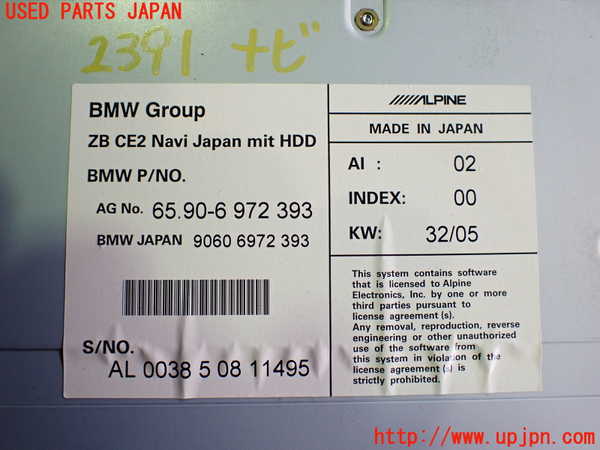 USED PARTS JAPAN
2391 ナビ
BMW Group
ZB CE2 Navi Japan mit HDD
BMW P/NO.
AG No. 65.90-6 972 393
BMW JAPAN 9060 6972 393
S/NO.
AL 0038 5 08 11495
ALPINE
MADE IN JAPAN
AI : 02
INDEX: 00
KW: 32/05
This system contains software
that is licensed to Alpine
Electronics, Inc. by one or more
third parties pursuant to
license agreement (s).
Any removal, reproduction, reverse
engineering or other unauthorized
use of the software from
this system in violation of the
license agreement(s) is
strictly prohibited.
http://www.upjpn.com